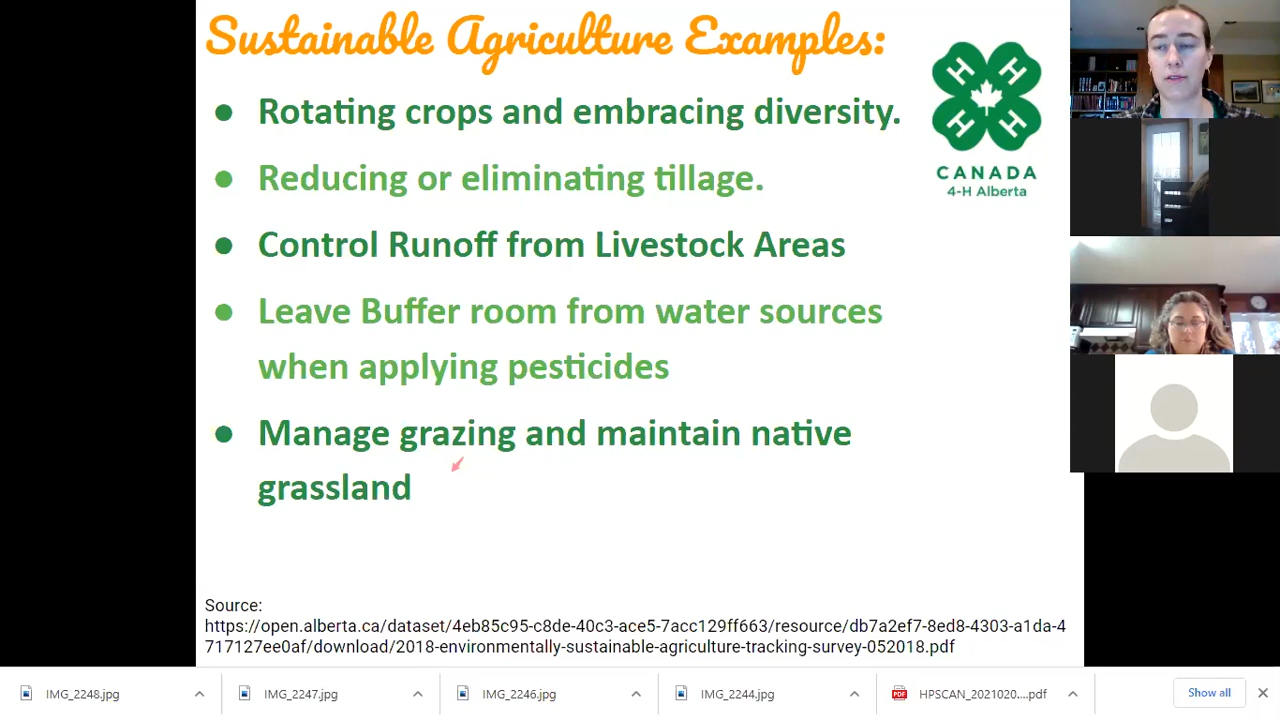 Sustainable Agriculture Examples:
● Rotating crops and embracing diversity.
● Reducing or eliminating tillage.
● Control Runoff from Livestock Areas
● Leave Buffer room from water sources
when applying pesticides
● Manage grazing and maintain native
grassland
H H
H H
CANADA
4-H Alberta
Source:
https://open.alberta.ca/dataset/4eb85c95-c8de-40c3-ace5-7acc129ff663/resource/db7a2ef7-8ed8-4303-a1da-4
717127ee0af/download/2018-environmentally-sustainable-agriculture-tracking-survey-052018.pdf
IMG_2248.jpg
IMG_2247.jpg
IMG_2246.jpg
IMG_2244.jpg
HPSCAN_2021020....pdf
Show all